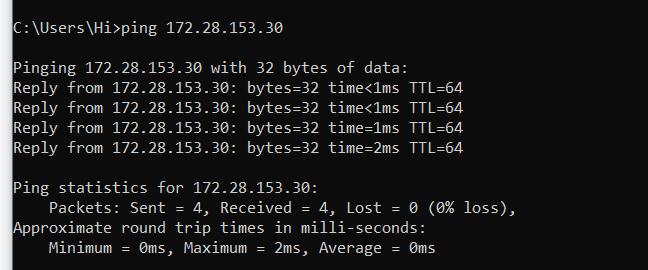 C:\Users\Hi>ping 172.28.153.30
Pinging 172.28.153.30 with 32 bytes of data:
Reply from 172.28.153.30: bytes=32 time<1ms TTL=64
Reply from 172.28.153.30: bytes=32 time<1ms TTL=64
Reply from 172.28.153.30: bytes=32 time=1ms TTL=64
Reply from 172.28.153.30: bytes=32 time=2ms TTL=64
Ping statistics for 172.28.153.30:
    Packets: Sent = 4, Received = 4, Lost = 0 (0% loss),
Approximate round trip times in milli-seconds:
    Minimum = 0ms, Maximum = 2ms, Average = 0ms